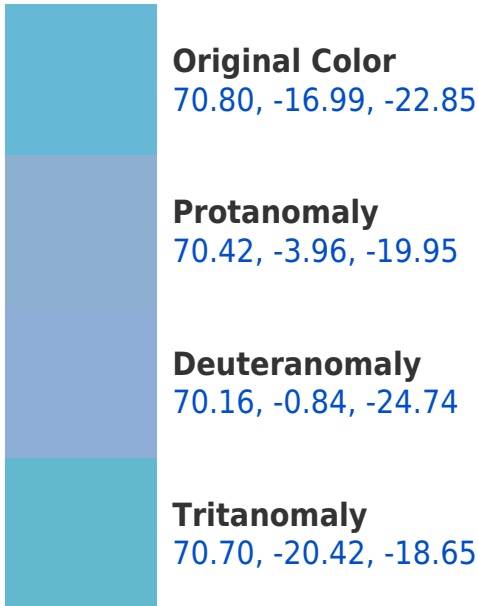 Original Color
70.80, -16.99, -22.85
Protanomaly
70.42, -3.96, -19.95
Deuteranomaly
70.16, -0.84, -24.74
Tritanomaly
70.70, -20.42, -18.65